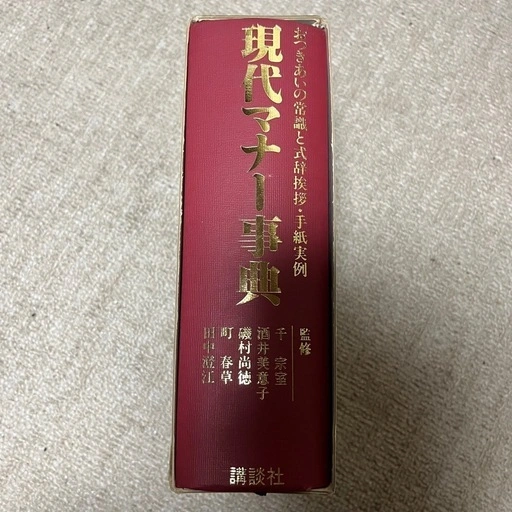 おつきあいの常識と式辞挨拶・手紙実例
現代マナー事典
監修
千宗室
酒井美意子
磯村尚徳
町春草
田中澄江
講談社